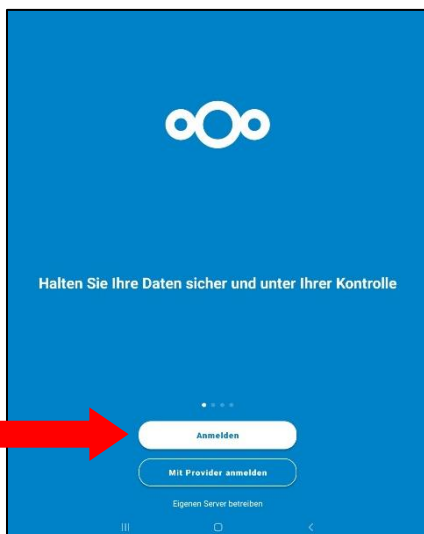 Halten Sie Ihre Daten sicher und unter Ihrer Kontrolle
Anmelden
Mit Provider anmelden
Eigenen Server betreiben